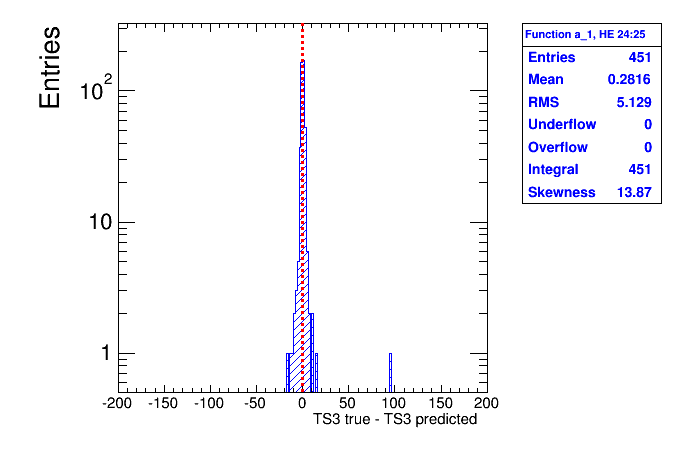 Function a_1, HE 24:25
Entries 451
Mean 0.2816
RMS 5.129
Underflow 0
Overflow 0
Integral 451
Skewness 13.87
Entries
10²
10
1
-200 -150 -100 -50 0 50 100 150 200
TS3 true - TS3 predicted